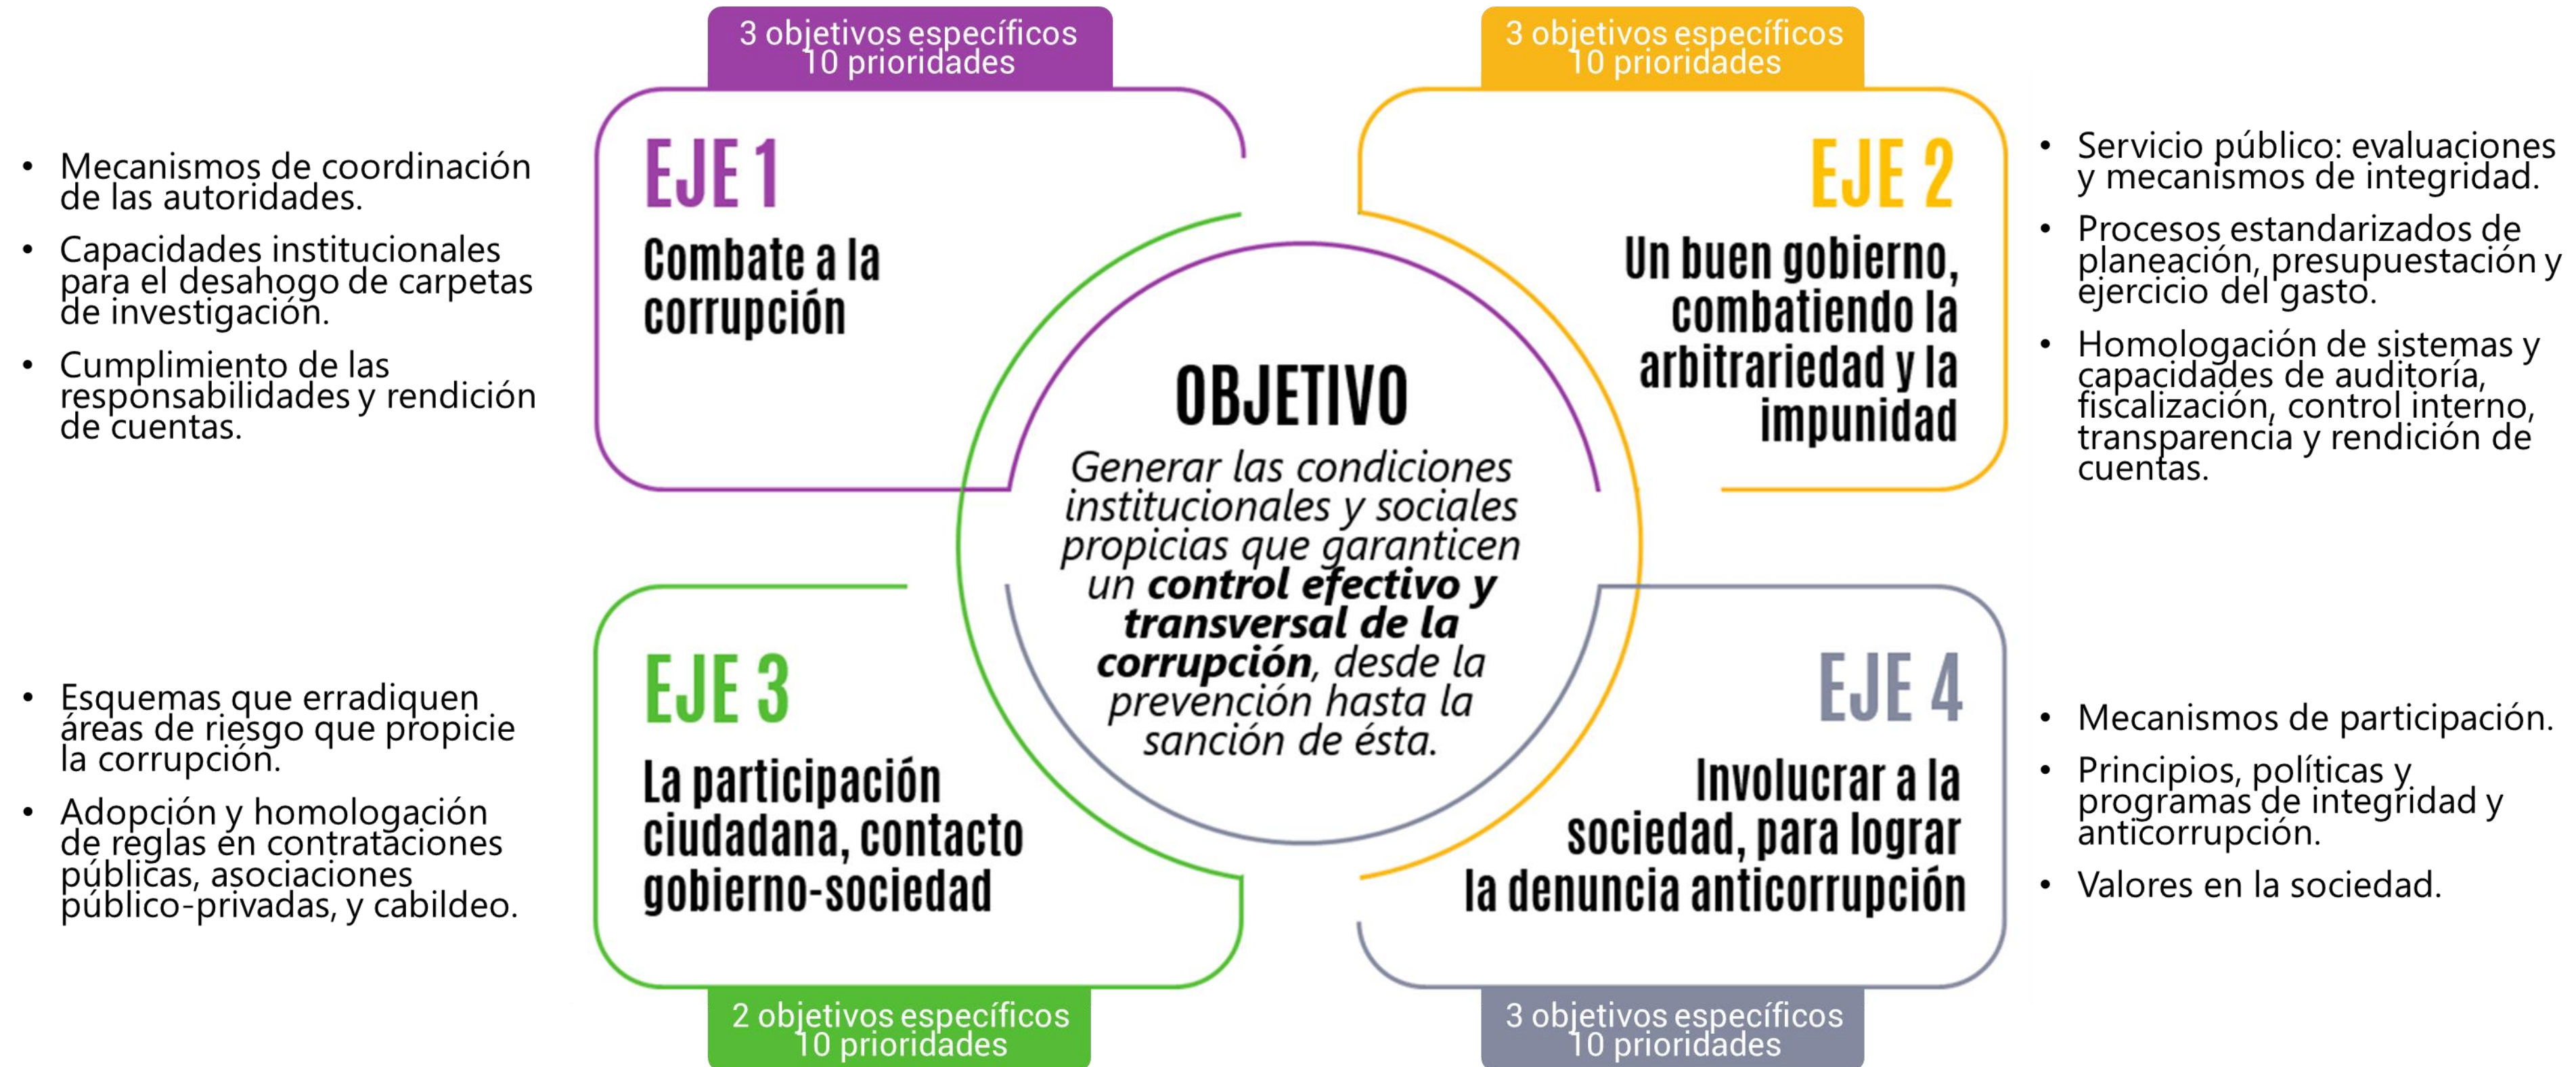 3 objetivos específicos
10 prioridades
• Mecanismos de coordinación
de las autoridades.
• Capacidades institucionales
para el desahogo de carpetas
de investigación.
• Cumplimiento de las
responsabilidades y rendición
de cuentas.
EJE 1
Combate a la
corrupción
3 objetivos específicos
10 prioridades
EJE 2
Un buen gobierno,
combatiendo la
arbitrariedad y la
impunidad
• Servicio público: evaluaciones
y mecanismos de integridad.
• Procesos estandarizados de
planeación, presupuestación y
ejercicio del gasto.
• Homologación de sistemas y
capacidades de auditoría,
fiscalización, control interno,
transparencia y rendición de
cuentas.
OBJETIVO
Generar las condiciones
institucionales y sociales
propicias que garanticen
un control efectivo y
transversal de la
corrupción, desde la
prevención hasta la
sanción de ésta.
• Esquemas que erradiquen
áreas de riesgo que propicie
la corrupción.
• Adopción y homologación
de reglas en contrataciones
públicas, asociaciones
público-privadas, y cabildeo.
EJE 3
La participación
ciudadana, contacto
gobierno-sociedad
2 objetivos específicos
10 prioridades
EJE 4
Involucrar a la
sociedad, para lograr
la denuncia anticorrupción
3 objetivos específicos
10 prioridades
• Mecanismos de participación.
• Principios, políticas y
programas de integridad y
anticorrupción.
• Valores en la sociedad.